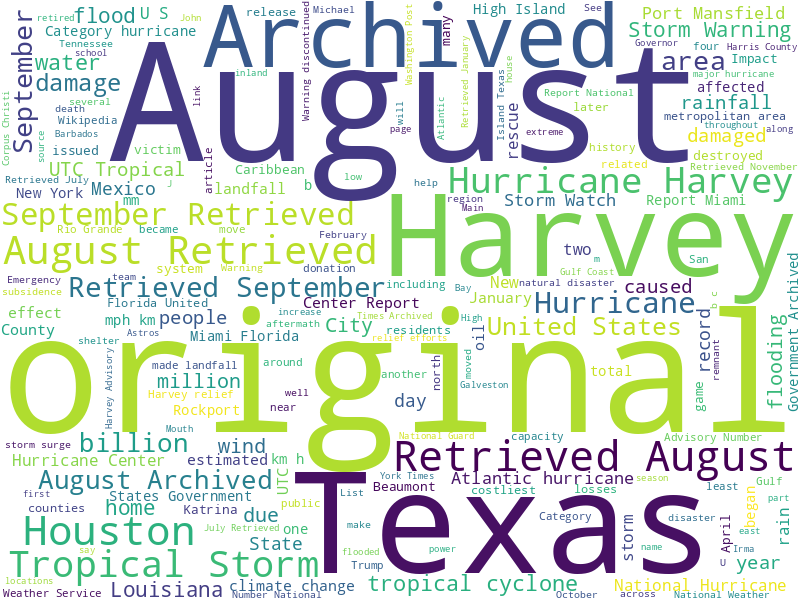 John
retired
Michael
See
flood
U S
release
Archived
many
High Island
Port Mansfield
Category hurricane
Tennessee
school
Storm Warning
four
Governor
Harris County
water
September
August
Washington Post
Warning discontinued
area
Impact
major hurricane
damage
inland
link
Retrieved January
Island Texas
house
Report National
later
affected
rainfall
several
death
Wikipedia
Barbados
Atlantic
will
page
rescue
extreme
metropolitan area
throughout
along
Corpus Christi
source
issued
victim
history
damaged
UTC Tropical
article
Caribbean
related
destroyed
Retrieved November
Retrieved July
J
low
help
Hurricane Harvey
New York
Mexico
landfall
b
region
Main
Storm Watch
Report Miami
mm
September Retrieved
Harvey
Rio Grande
became
move
February
August Retrieved
two
m
San
Gulf Coast
system
Warning
Emergency
team
donation
Retrieved September
including
Bay
New
natural disaster
caused
subsidence
Florida United
increase
Center Report
January
Hurricane
b c
effect
mph km
people
aftermath
Times Archived
City
High
United States
record
flooding
Government Archived
County
Astros
Miami Florida
residents
oil
relief efforts
shelter
original
made landfall
around
another
north
moved
remnant
million
total
Harvey Advisory
Harvey relief
well
day
Galveston
game
Rockport
near
Mouth
National Guard
capacity
Advisory Number
storm surge
billion
wind
Retrieved August
Hurricane Center
estimated
km h
UTC
York Times
Atlantic hurricane
season
Gulf
August Archived
Texas
List
Beaumont
costliest
losses
least
first
States Government
public
Category
disaster
part
counties
Katrina
home
due
one
began
April
rain
Houston
July Retrieved
make
storm
State
flooded
power
name
east
say
Trump
Irma
U
Tropical Storm
year
locations
Louisiana
climate change
tropical cyclone
National Hurricane
Weather Service
Number National
October
across
National Weather